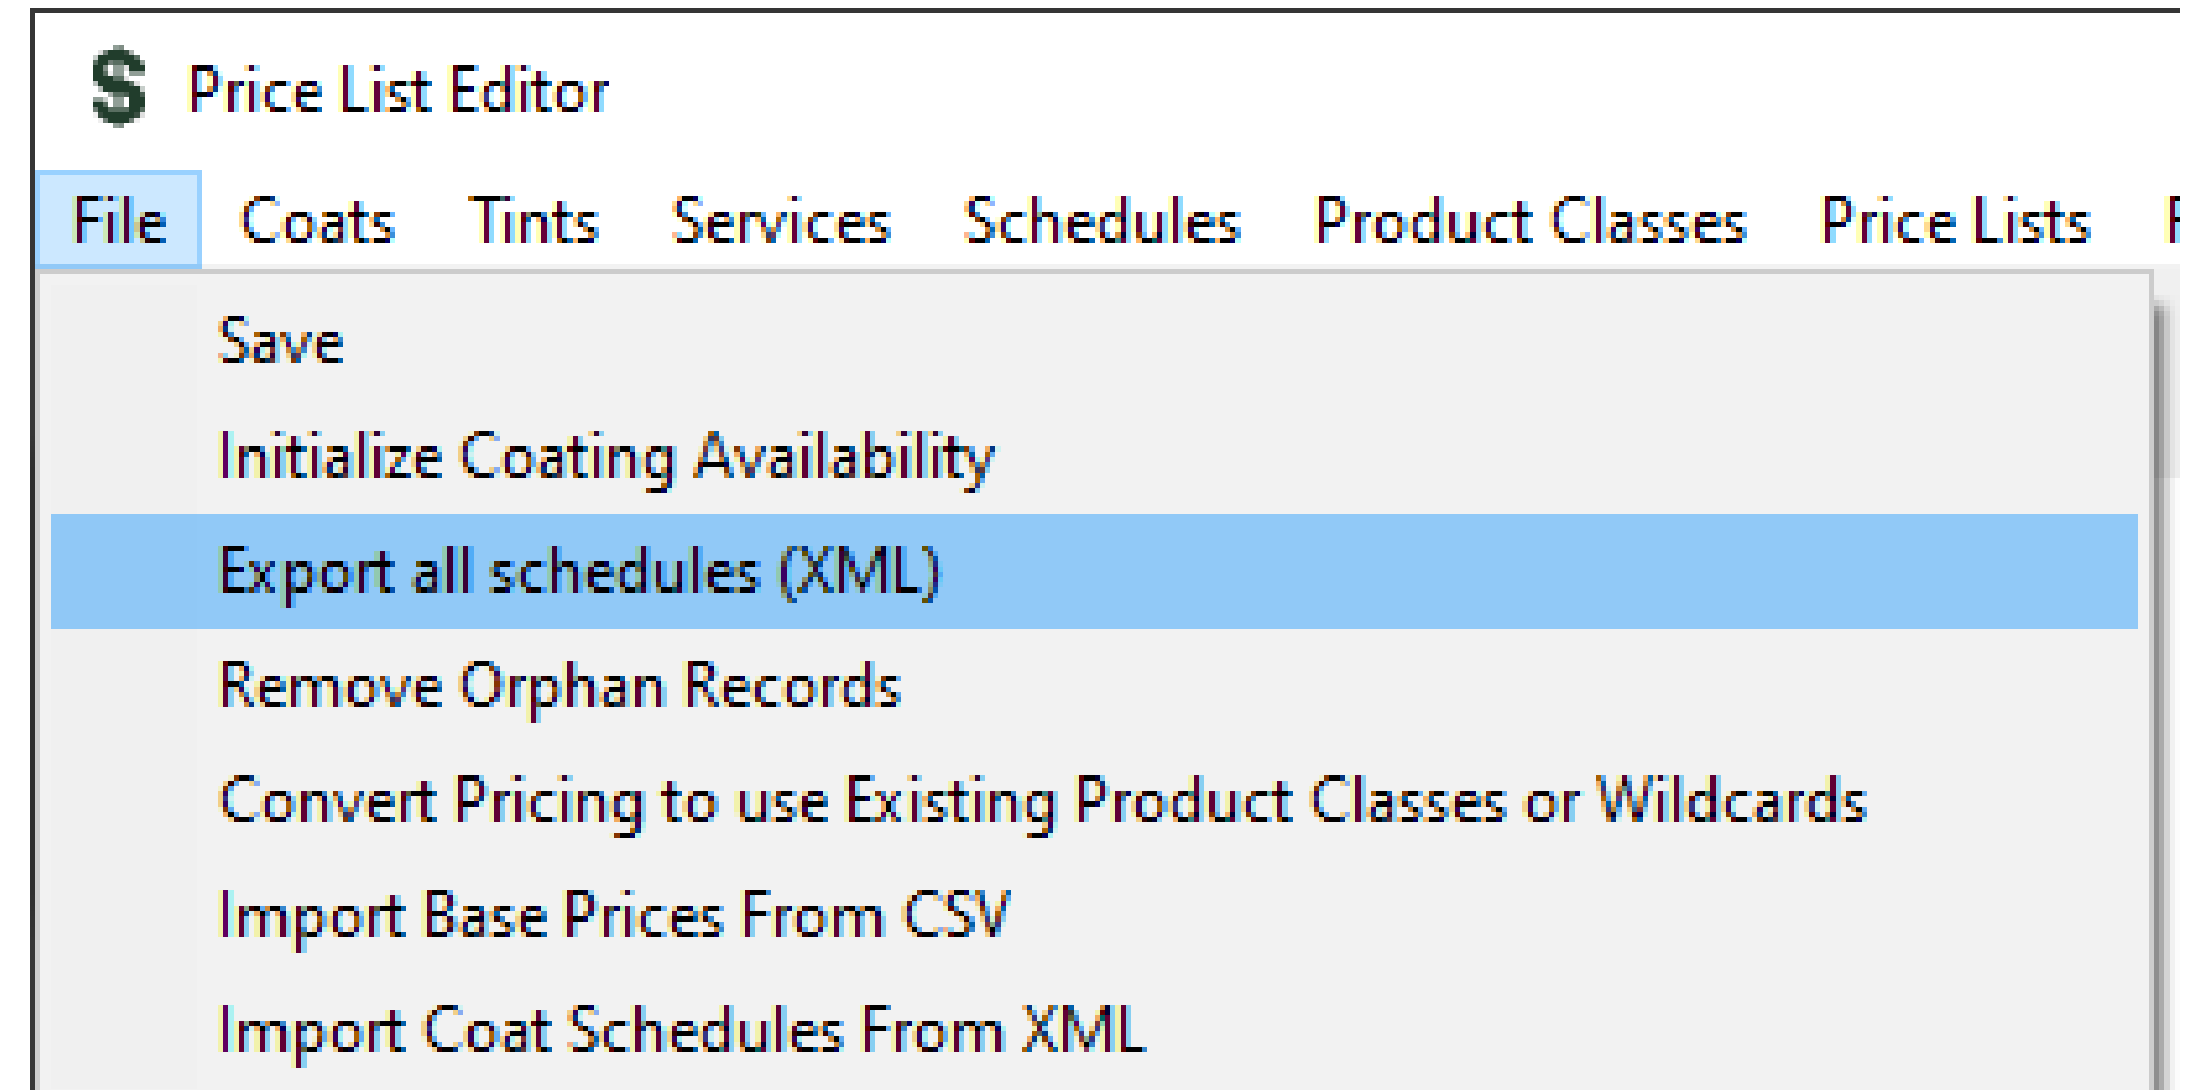 $ Price List Editor
File Coats Tints Services Schedules Product Classes Price Lists
Save
Initialize Coating Availability
Export all schedules (XML)
Remove Orphan Records
Convert Pricing to use Existing Product Classes or Wildcards
Import Base Prices From CSV
Import Coat Schedules From XML